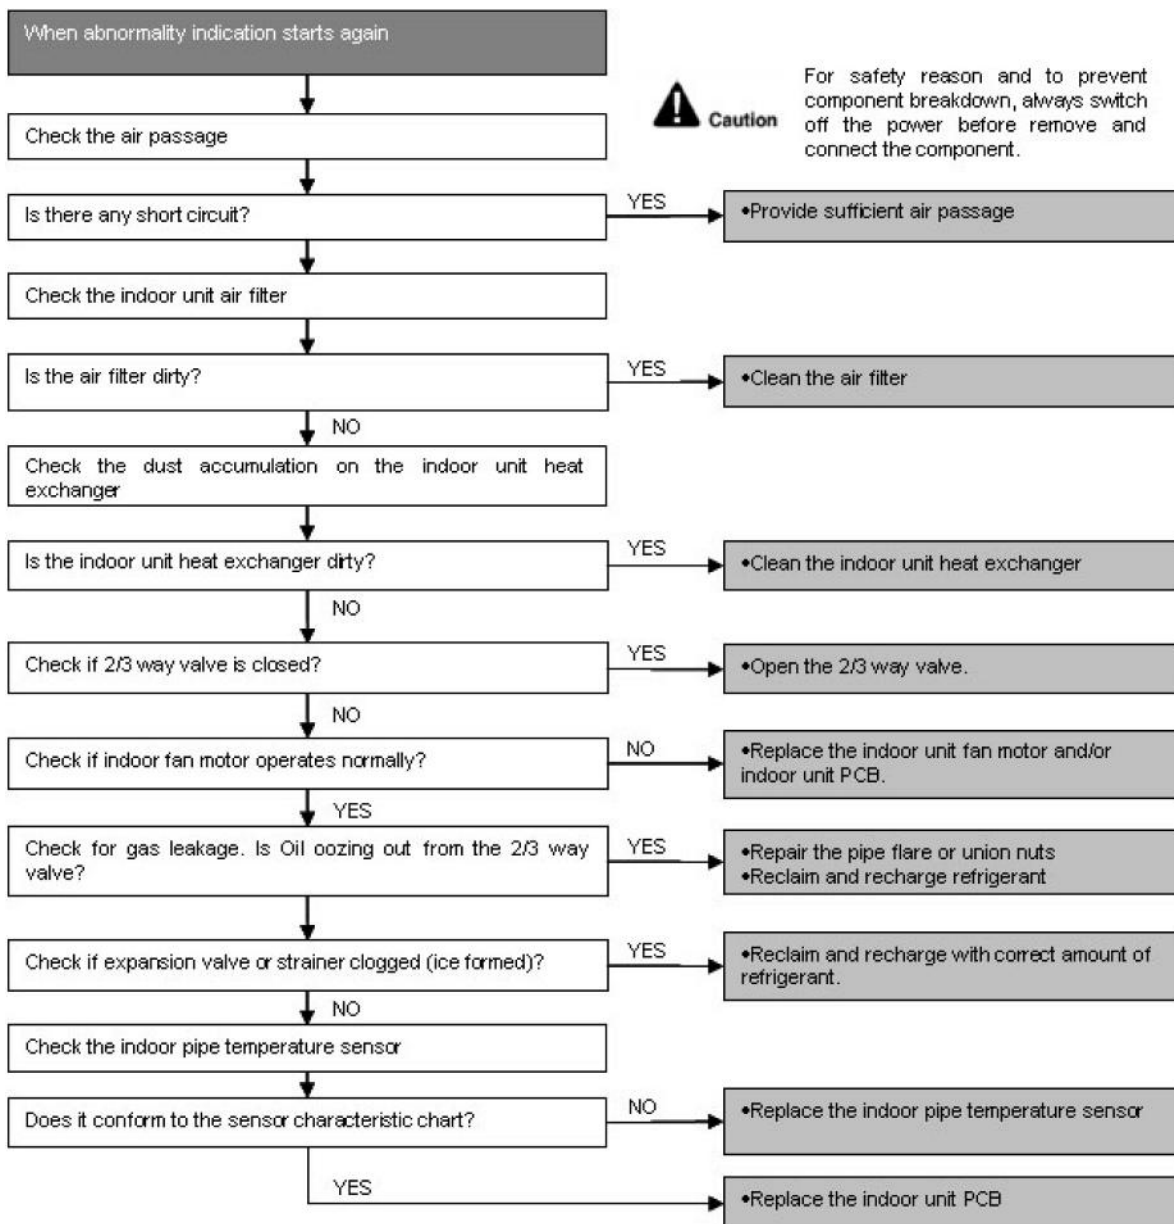 When abnormality indication starts again
For safety reason and to prevent
component breakdown, always switch
off the power before remove and
connect the component.
Caution
Check the air passage
Is there any short circuit?
YES
•Provide sufficient air passage
Check the indoor unit air filter
Is the air filter dirty?
YES
•Clean the air filter
NO
Check the dust accumulation on the indoor unit heat
exchanger
Is the indoor unit heat exchanger dirty?
YES
•Clean the indoor unit heat exchanger
NO
Check if 2/3 way valve is closed?
YES
•Open the 2/3 way valve.
NO
Check if indoor fan motor operates normally?
NO
•Replace the indoor unit fan motor and/or
indoor unit PCB.
YES
Check for gas leakage. Is Oil oozing out from the 2/3 way
valve?
YES
•Repair the pipe flare or union nuts
•Reclaim and recharge refrigerant
Check if expansion valve or strainer clogged (ice formed)?
YES
•Reclaim and recharge with correct amount of
refrigerant.
NO
Check the indoor pipe temperature sensor
Does it conform to the sensor characteristic chart?
NO
•Replace the indoor pipe temperature sensor
YES
•Replace the indoor unit PCB